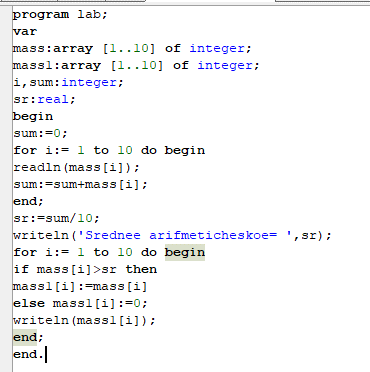 program lab;
var
mass:array [1..10] of integer;
mass1:array [1..10] of integer;
i,sum:integer;
sr:real;
begin
sum:=0;
for i:= 1 to 10 do begin
readln(mass[i]);
sum:=sum+mass[i];
end;
sr:=sum/10;
writeln('Srednee arifmeticheskoe= ',sr);
for i:= 1 to 10 do begin
if mass[i]>sr then
mass1[i]:=mass[i]
else mass1[i]:=0;
writeln(mass1[i]);
end;
end.